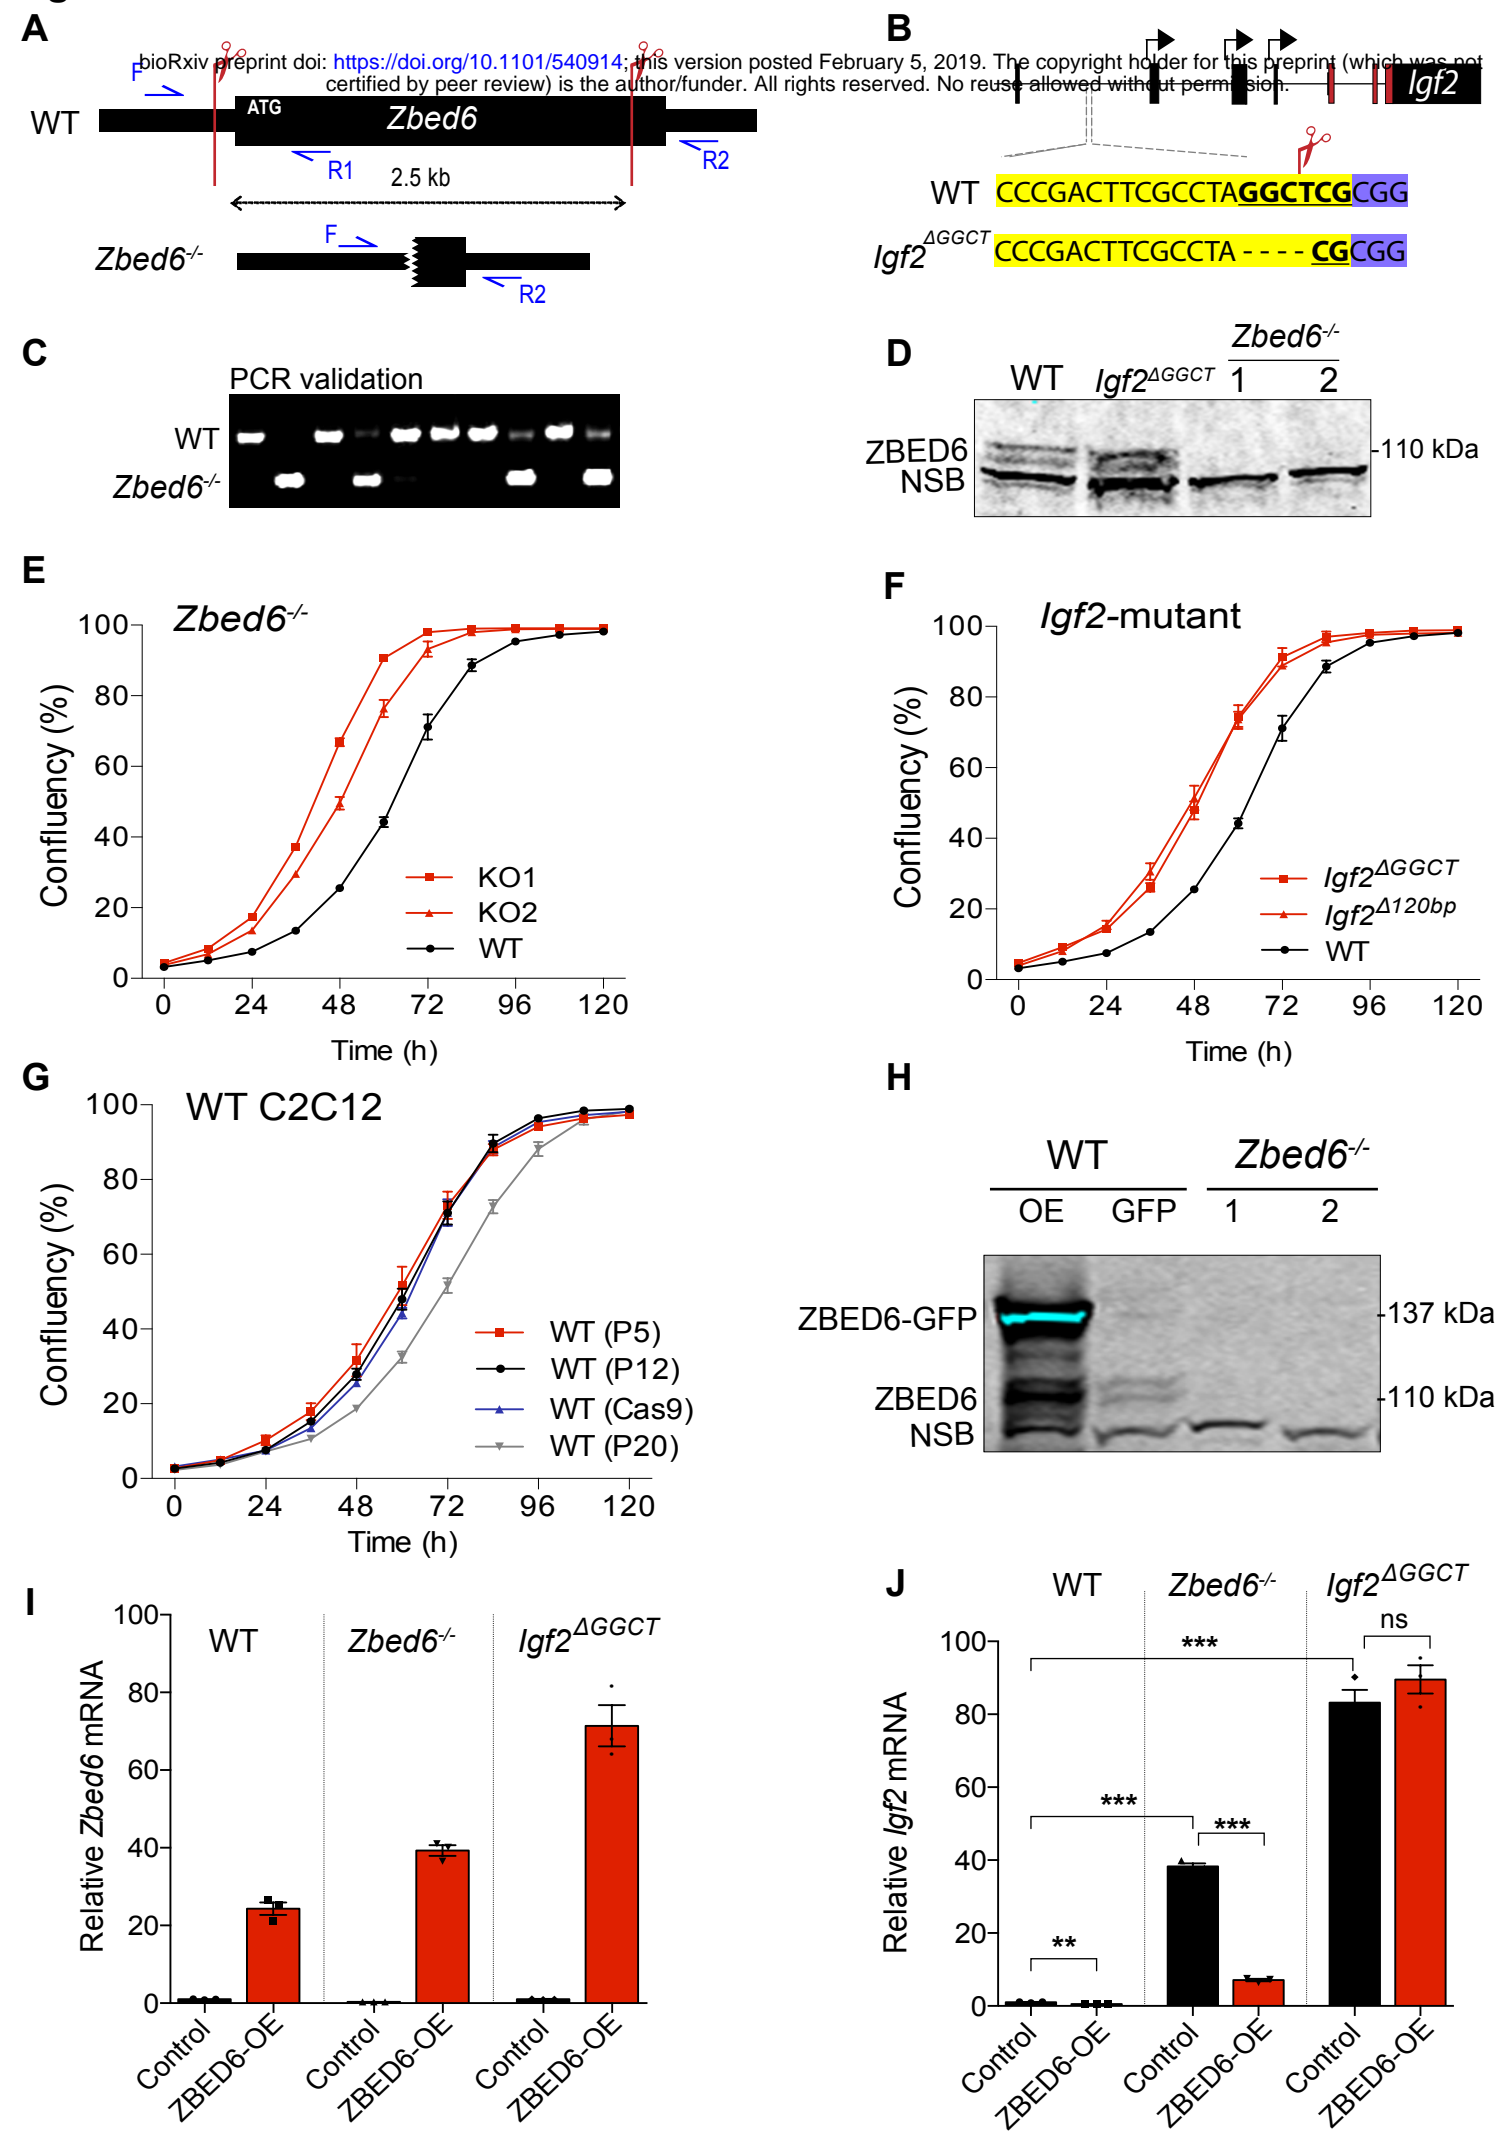 A
B
bioRxiv preprint doi: https://doi.org/10.1101/540914; this version posted February 5, 2019. The copyright holder for this preprint (which was not
certified by peer review) is the author/funder. All rights reserved. No reuse allowed without permission.
F
WT
ATG
Zbed6
R1
R2
2.5 kb
Zbed6-/-
F
R2
Igf2
WT
CCCGACTTCGCCTAGGCTCGCGG
Igf2ΔGGCT
CCCGACTTCGCCTA----CGCGG
C
PCR validation
WT
Zbed6-/-
D
WT
Igf2ΔGGCT
Zbed6-/-
1
2
ZBED6
NSB
-110 kDa
E
Zbed6-/-
Confluency (%)
100
80
60
40
20
0
KO1
KO2
WT
0 24 48 72 96 120
Time (h)
F
Igf2-mutant
Confluency (%)
100
80
60
40
20
0
Igf2ΔGGCT
Igf2Δ120bp
WT
0 24 48 72 96 120
Time (h)
G
WT C2C12
Confluency (%)
100
80
60
40
20
0
WT (P5)
WT (P12)
WT (Cas9)
WT (P20)
0 24 48 72 96 120
Time (h)
H
WT
Zbed6-/-
OE GFP 1 2
ZBED6-GFP
ZBED6
NSB
-137 kDa
-110 kDa
I
WT
Zbed6-/-
Igf2ΔGGCT
Relative Zbed6 mRNA
100
80
60
40
20
0
Control
ZBED6-OE
Control
ZBED6-OE
Control
ZBED6-OE
J
WT
Zbed6-/-
Igf2ΔGGCT
Relative Igf2 mRNA
100
80
60
40
20
0
**
***
***
***
ns
Control
ZBED6-OE
Control
ZBED6-OE
Control
ZBED6-OE